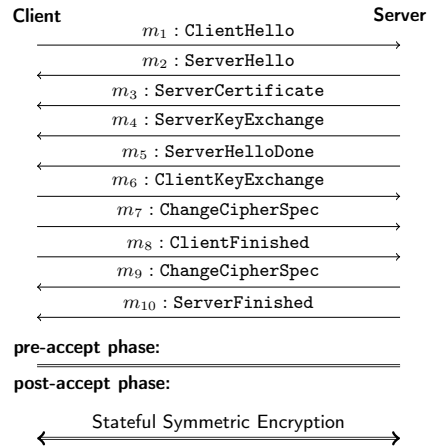 Client Server
m₁ : ClientHello
m₂ : ServerHello
m₃ : ServerCertificate
m₄ : ServerKeyExchange
m₅ : ServerHelloDone
m₆ : ClientKeyExchange
m₇ : ChangeCipherSpec
m₈ : ClientFinished
m₉ : ChangeCipherSpec
m₁₀ : ServerFinished
pre-accept phase:
post-accept phase:
Stateful Symmetric Encryption